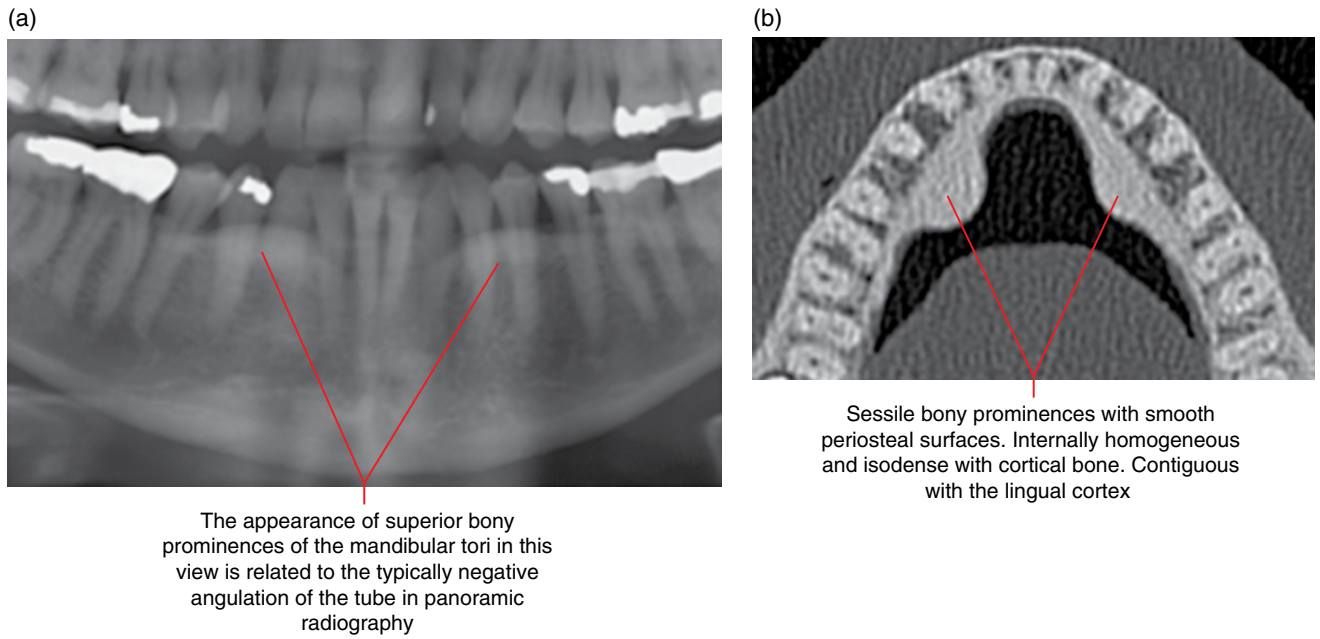 (a)
The appearance of superior bony
prominences of the mandibular tori in this
view is related to the typically negative
angulation of the tube in panoramic
radiography
(b)
Sessile bony prominences with smooth
periosteal surfaces. Internally homogeneous
and isodense with cortical bone. Contiguous
with the lingual cortex